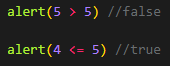 alert(5 > 5) //false
alert(4 <= 5) //true